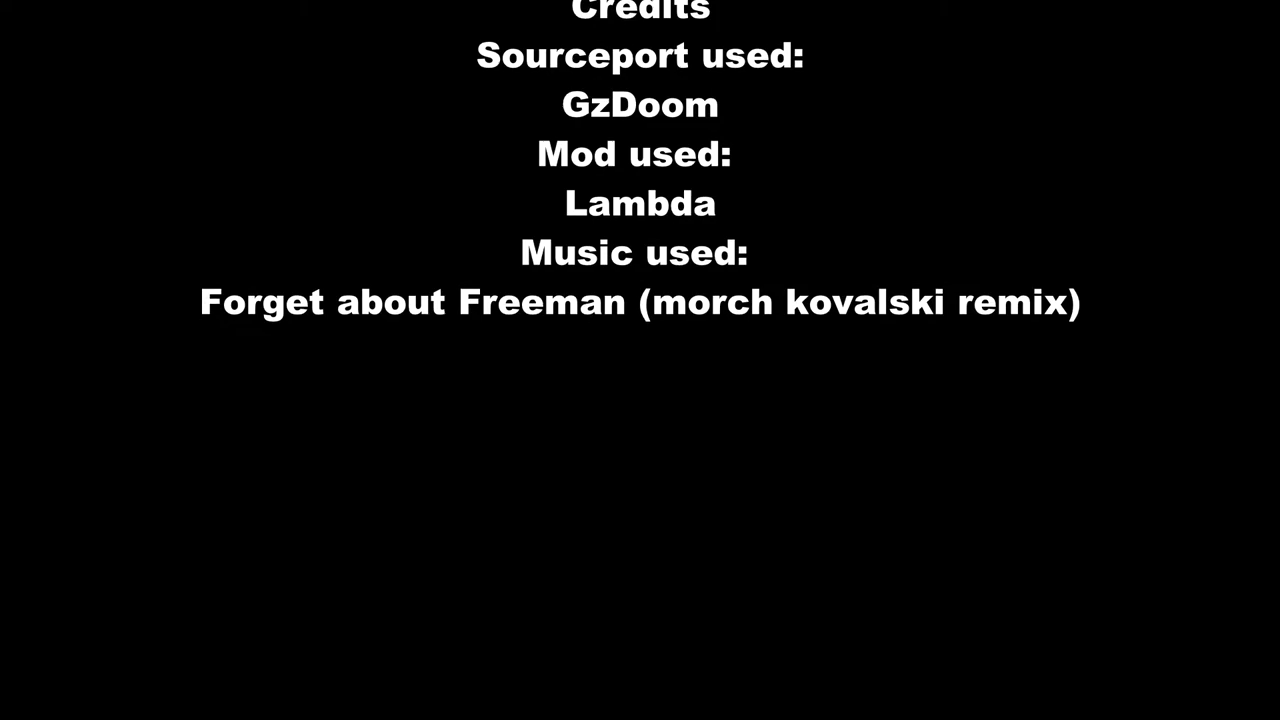 Credits
Sourceport used:
GzDoom
Mod used:
Lambda
Music used:
Forget about Freeman (morch kovalski remix)